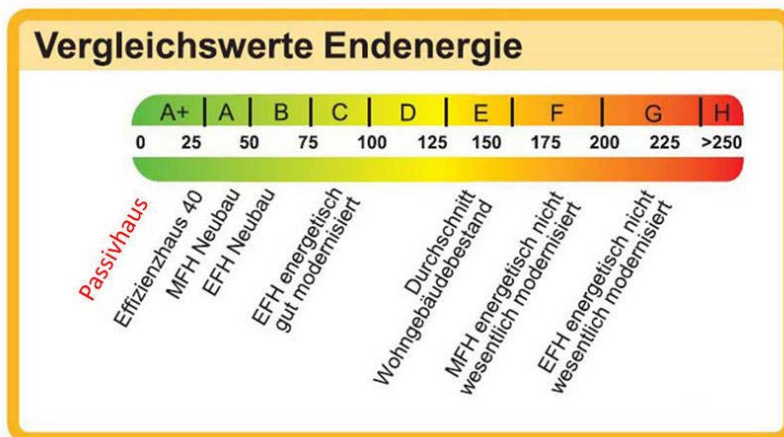 Vergleichswerte Endenergie
A+ A B C D E F G H
0 25 50 75 100 125 150 175 200 225 >250
Passivhaus
Effizienzhaus 40
MFH Neubau
EFH Neubau
EFH energetisch
gut modernisiert
Durchschnitt
Wohngebäudebestand
MFH energetisch nicht
wesentlich modernisiert
EFH energetisch nicht
wesentlich modernisiert